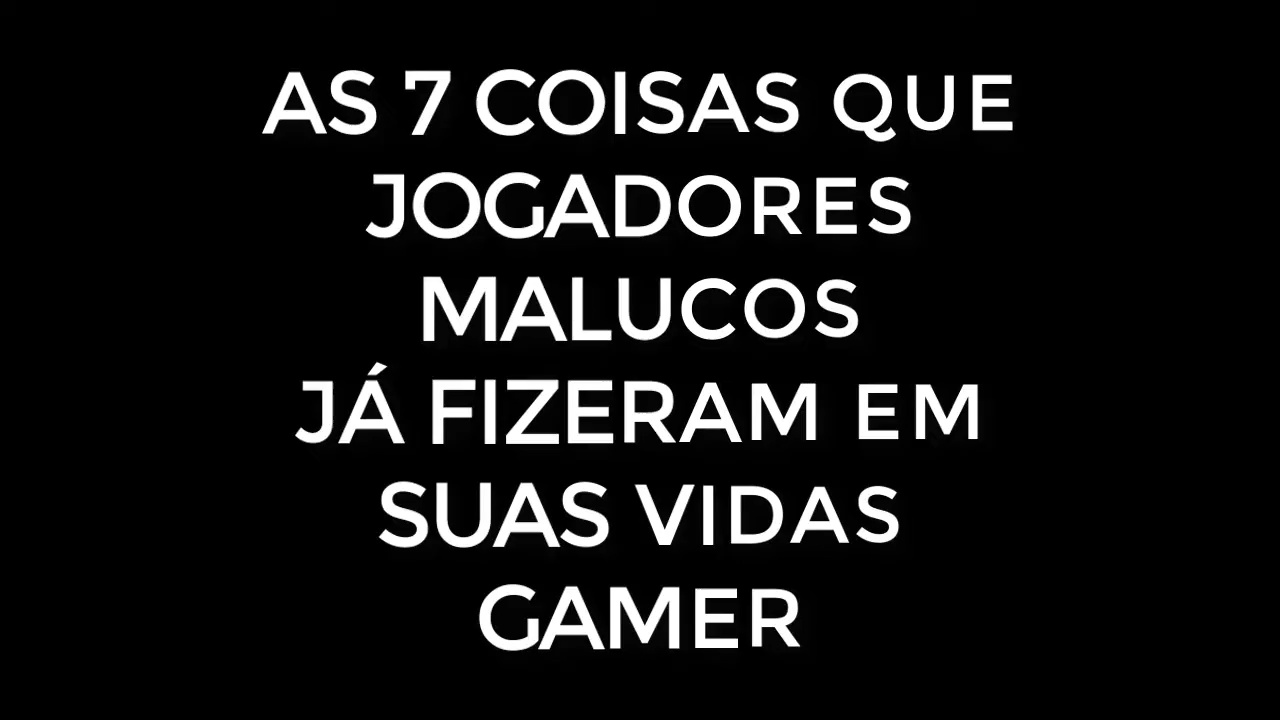 AS 7 COISAS QUE
JOGADORES
MALUCOS
JÁ FIZERAM EM
SUAS VIDAS
GAMER